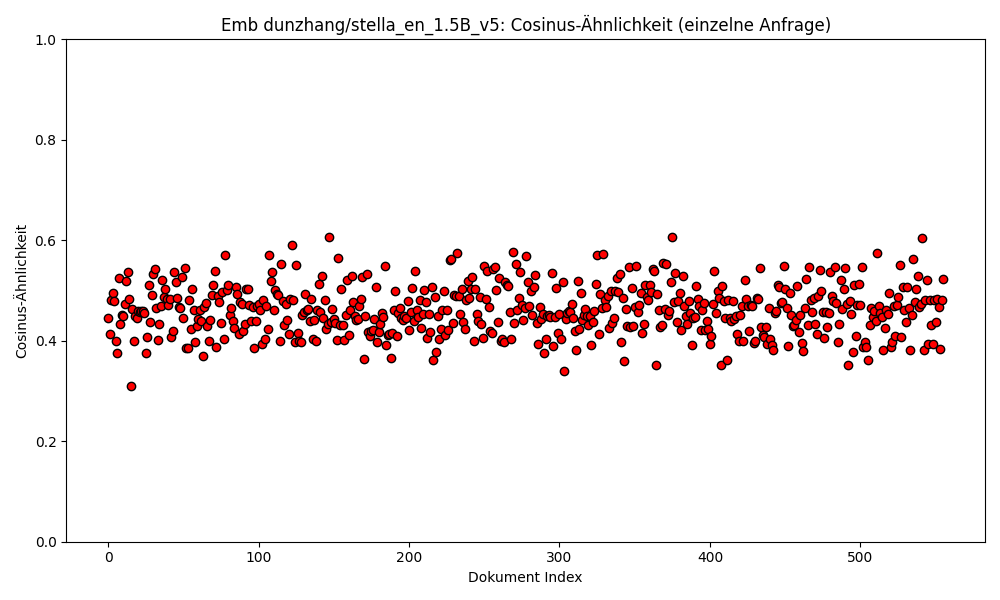 Emb dunzhang/stella_en_1.5B_v5: Cosinus-Ähnlichkeit (einzelne Anfrage)
Cosinus-Ähnlichkeit
1.0
0.8
0.6
0.4
0.2
0.0
0 100 200 300 400 500
Dokument Index